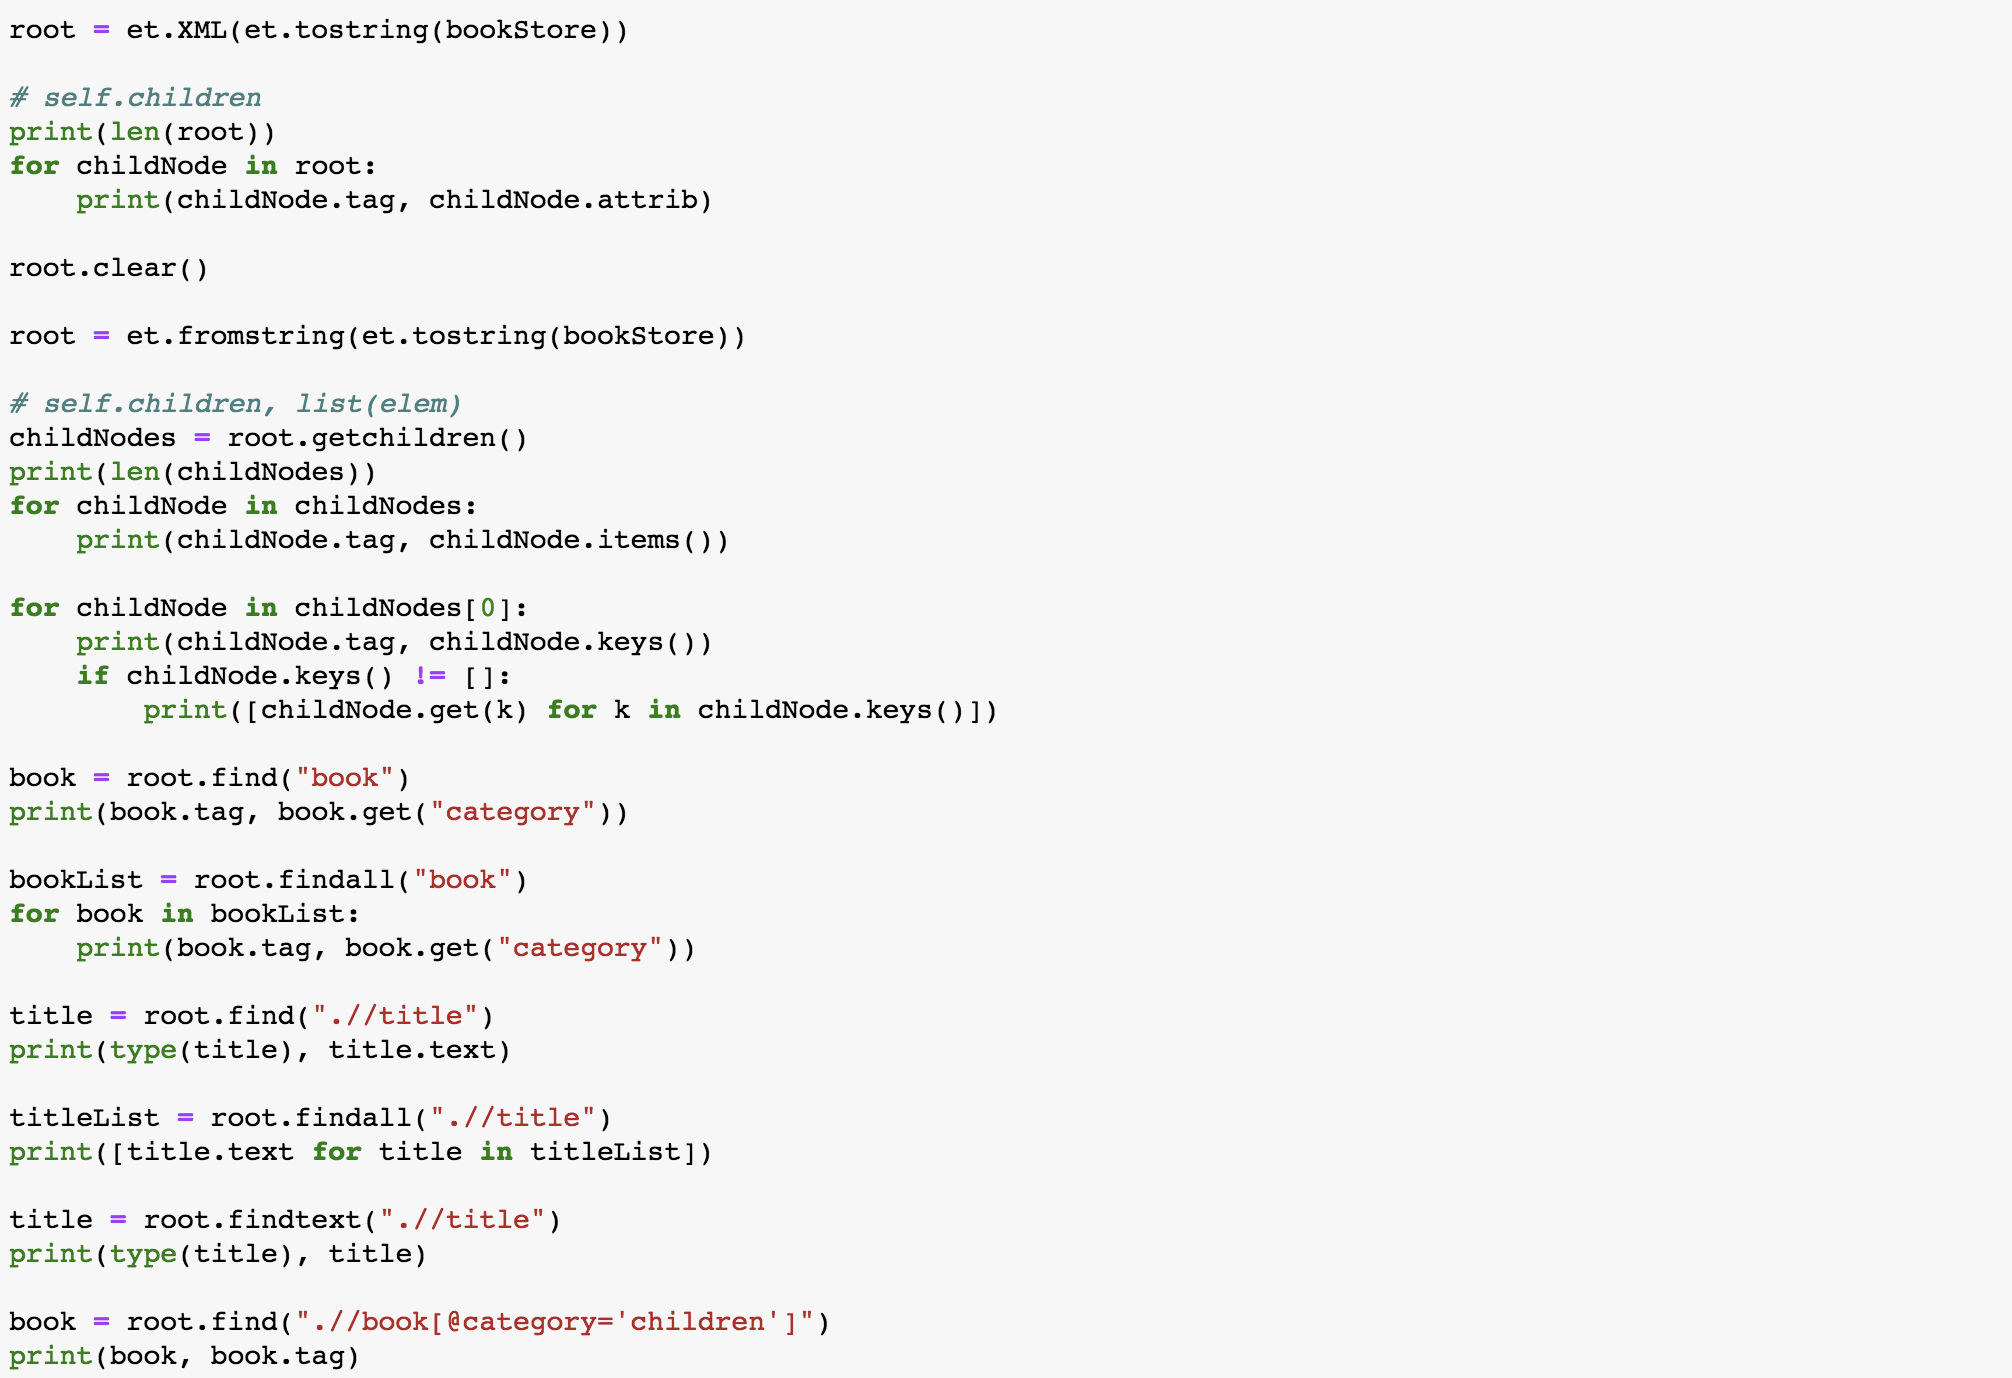 root = et.XML(et.tostring(bookStore))
# self.children
print(len(root))
for childNode in root:
    print(childNode.tag, childNode.attrib)
root.clear()
root = et.fromstring(et.tostring(bookStore))
# self.children, list(elem)
childNodes = root.getchildren()
print(len(childNodes))
for childNode in childNodes:
    print(childNode.tag, childNode.items())
for childNode in childNodes[0]:
    print(childNode.tag, childNode.keys())
    if childNode.keys() != []:
        print([childNode.get(k) for k in childNode.keys()])
book = root.find("book")
print(book.tag, book.get("category"))
bookList = root.findall("book")
for book in bookList:
    print(book.tag, book.get("category"))
title = root.find(".//title")
print(type(title), title.text)
titleList = root.findall(".//title")
print([title.text for title in titleList])
title = root.findtext(".//title")
print(type(title), title)
book = root.find(".//book[@category='children']")
print(book, book.tag)